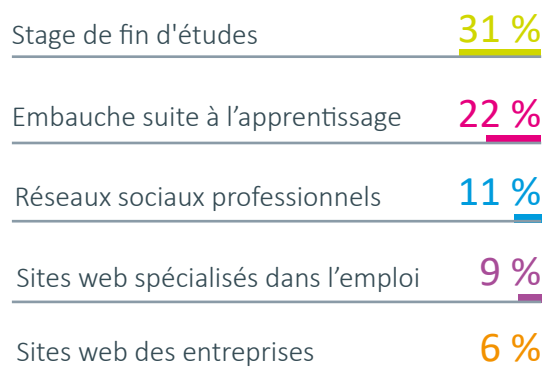 Stage de fin d'études 31 %
Embauche suite à l’apprentissage 22 %
Réseaux sociaux professionnels 11 %
Sites web spécialisés dans l’emploi 9 %
Sites web des entreprises 6 %